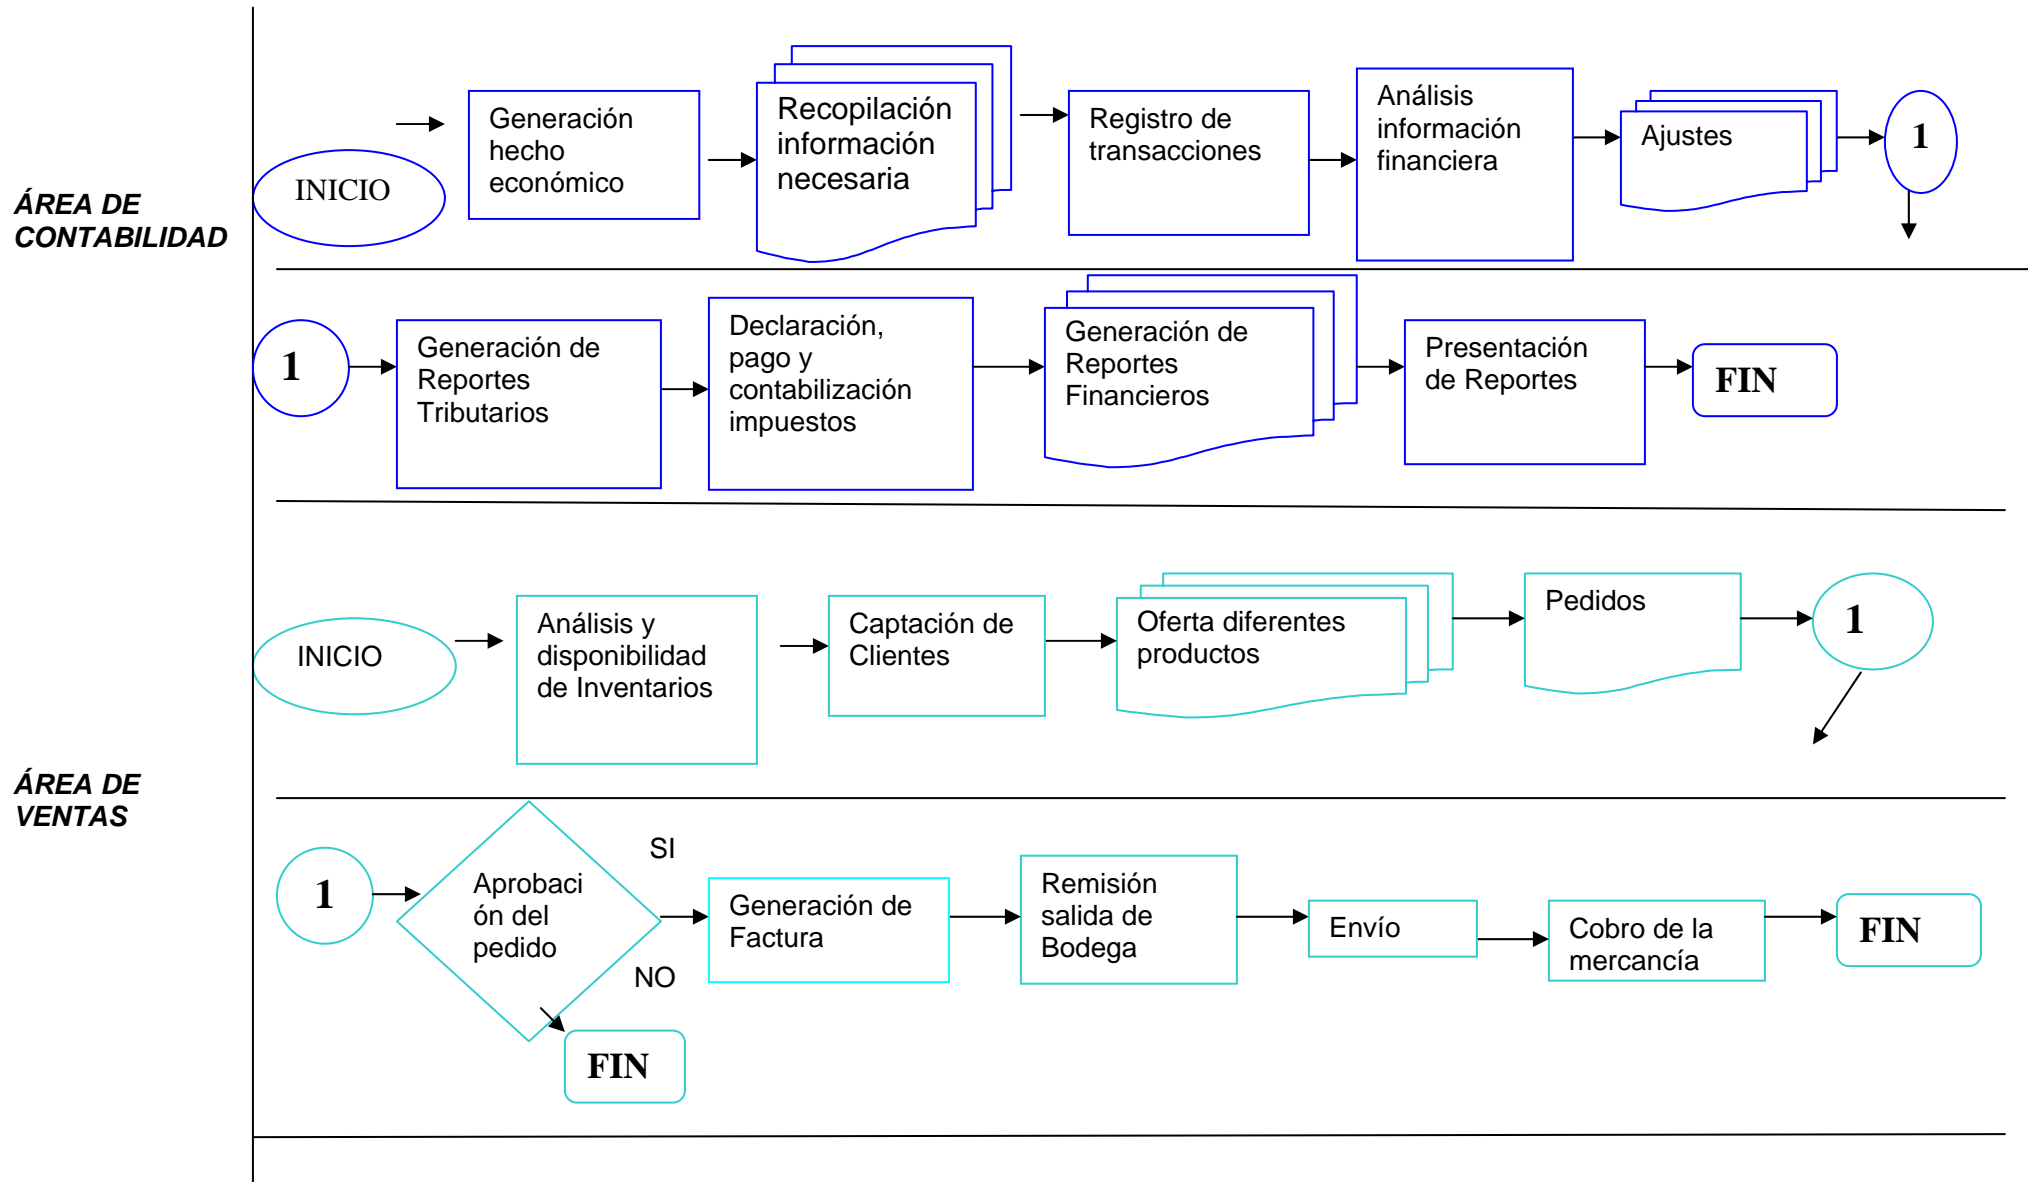 ÁREA DE
CONTABILIDAD
INICIO
Generación
hecho
económico
Recopilación
información
necesaria
Registro de
transacciones
Análisis
información
financiera
Ajustes
1
1
Generación de
Reportes
Tributarios
Declaración,
pago y
contabilización
impuestos
Generación de
Reportes
Financieros
Presentación
de Reportes
FIN
ÁREA DE
VENTAS
INICIO
Análisis y
disponibilidad
de Inventarios
Captación de
Clientes
Oferta diferentes
productos
Pedidos
1
1
Aprobaci
ón del
pedido
SI
NO
FIN
Generación de
Factura
Remisión
salida de
Bodega
Envío
Cobro de la
mercancía
FIN